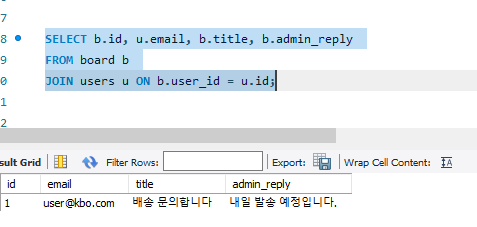 8 SELECT b.id, u.email, b.title, b.admin_reply
9 FROM board b
0 JOIN users u ON b.user_id = u.id;
1
2
sult Grid Filter Rows: Export: Wrap Cell Content:
id email title admin_reply
1 user@kbo.com 배송 문의합니다 내일 발송 예정입니다.